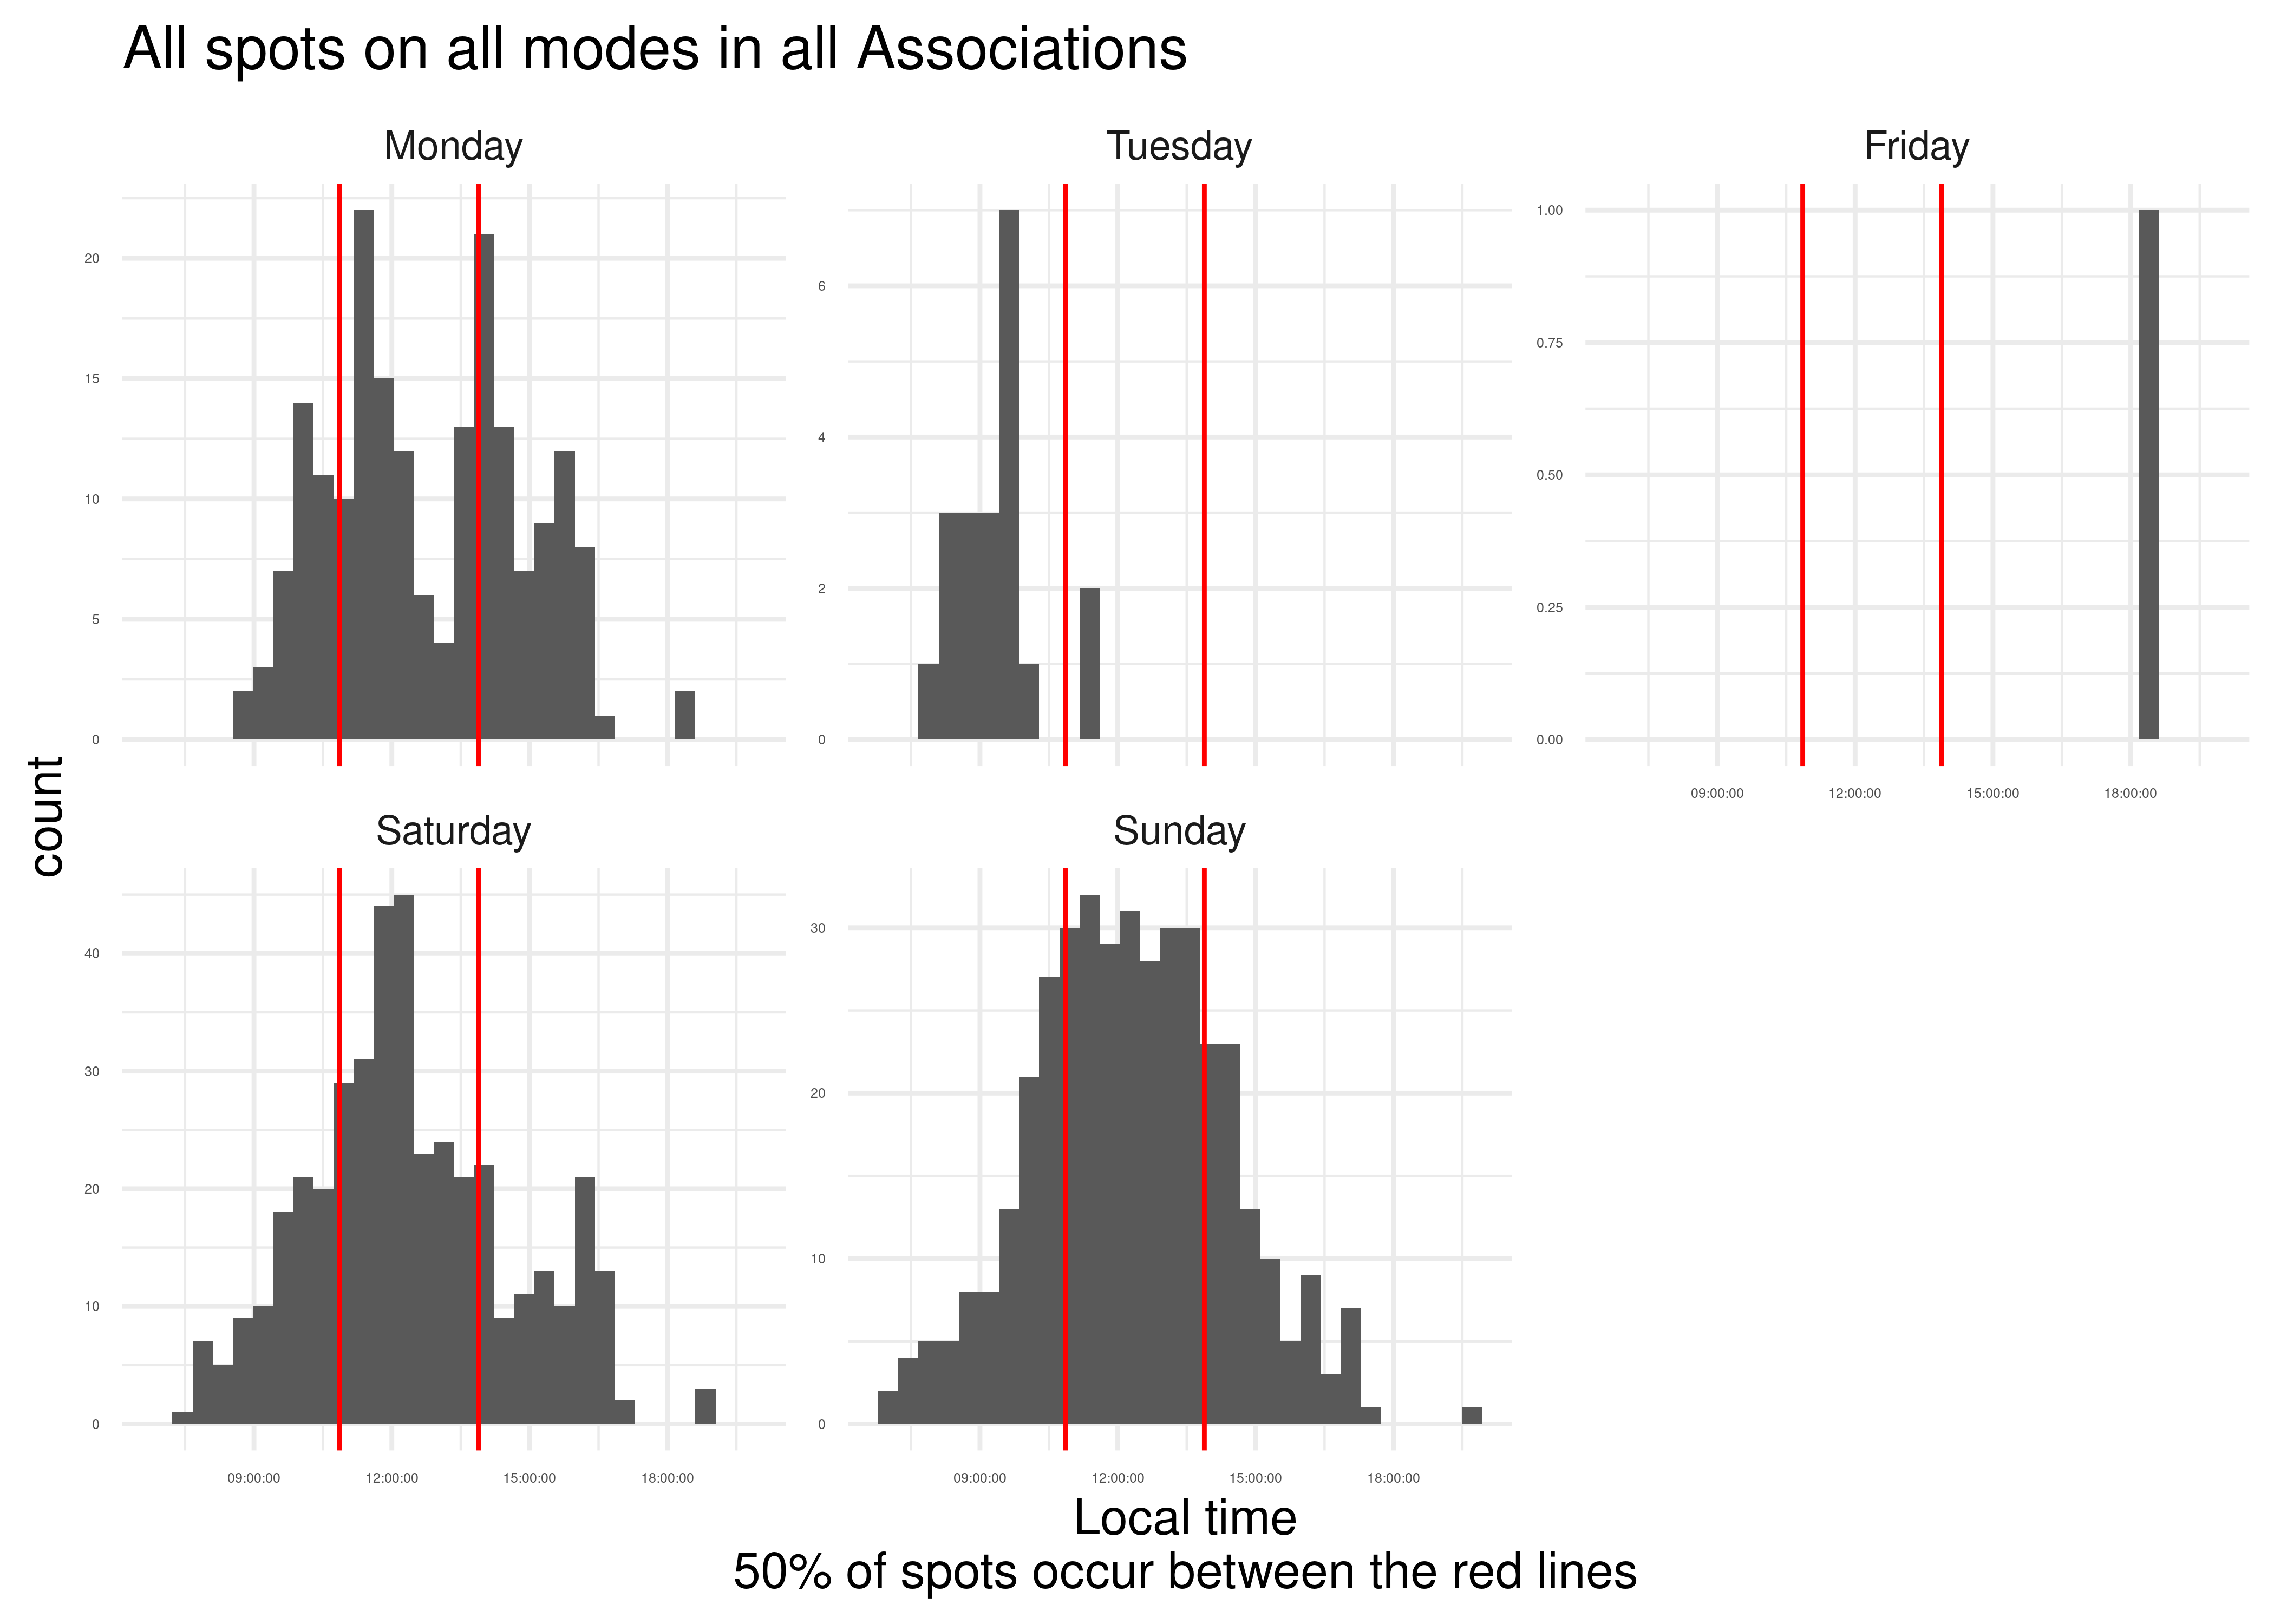 All spots on all modes in all Associations
Monday
Tuesday
Friday
20
15
10
5
0
6
4
2
0
1.00
0.75
0.50
0.25
0.00
09:00:00 12:00:00 15:00:00 18:00:00
count
Saturday
Sunday
40
30
20
10
0
30
20
10
0
09:00:00 12:00:00 15:00:00 18:00:00
09:00:00 12:00:00 15:00:00 18:00:00
Local time
50% of spots occur between the red lines